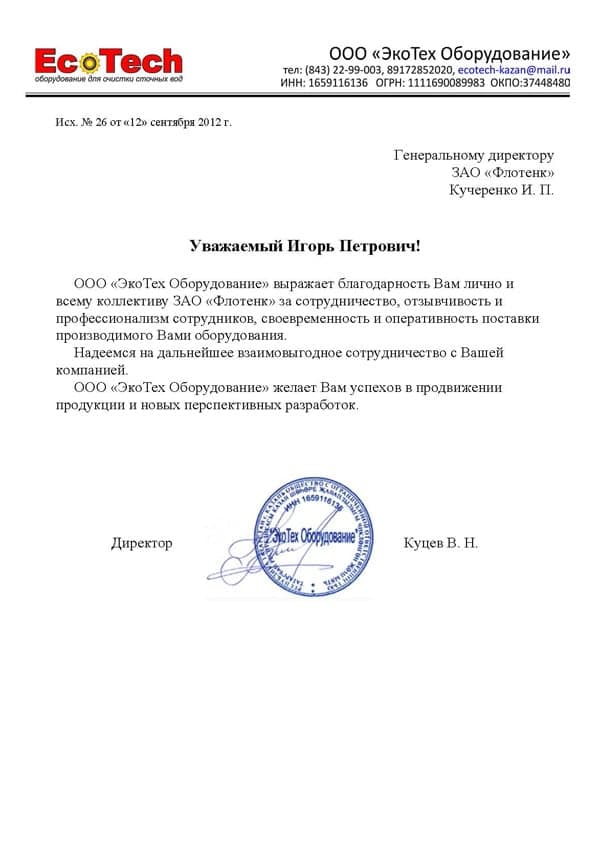 EcoTech
оборудование для очистки сточных вод
ООО «ЭкоТех Оборудование»
тел: (843) 22-99-003, 89172852020, ecotech-kazan@mail.ru
ИНН: 1659116136 ОГРН: 1111690089983 ОКПО:37448480
Исх. № 26 от «12» сентября 2012 г.
Генеральному директору
ЗАО «Флотенк»
Кучеренко И. П.
Уважаемый Игорь Петрович!
ООО «ЭкоТех Оборудование» выражает благодарность Вам лично и
всему коллективу ЗАО «Флотенк» за сотрудничество, отзывчивость и
профессионализм сотрудников, своевременность и оперативность поставки
производимого Вами оборудования.
Надеемся на дальнейшее взаимовыгодное сотрудничество с Вашей
компанией.
ООО «ЭкоТех Оборудование» желает Вам успехов в продвижении
продукции и новых перспективных разработок.
ИНН 1659116136
"ЭкоТех Оборудование"
Директор
Куцев В. Н.